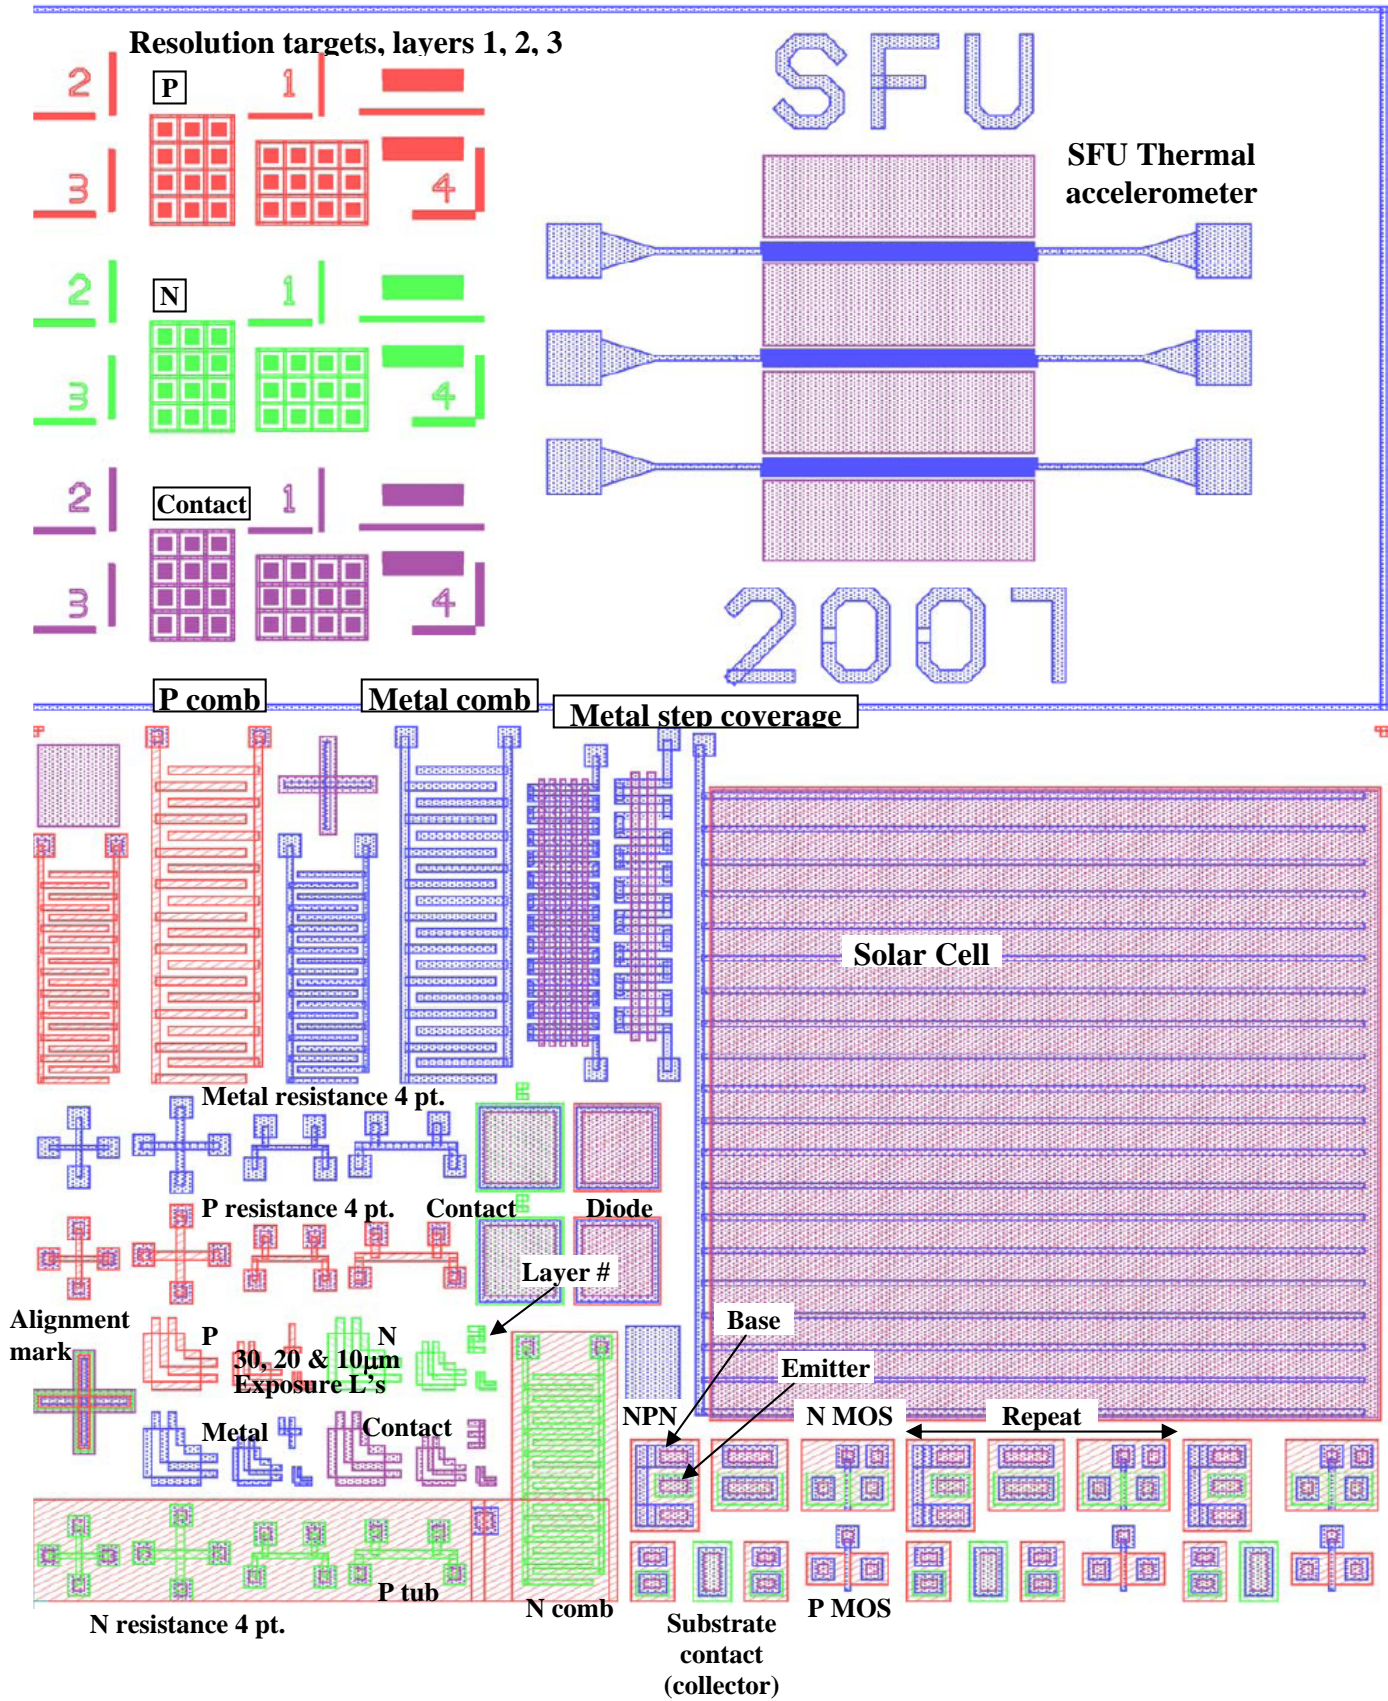 Resolution targets, layers 1, 2, 3
SFU
SFU Thermal
accelerometer
2 P 1
3 4
2 N 1
3 4
2 Contact 1
3 4
2007
P comb
Metal comb
Metal step coverage
Solar Cell
Metal resistance 4 pt.
P resistance 4 pt.
Contact
Diode
Layer #
Alignment
mark
P
N
30, 20 & 10μm
Exposure L's
Metal
Contact
Base
Emitter
NPN
N MOS
Repeat
P tub
N comb
N resistance 4 pt.
P MOS
Substrate
contact
(collector)